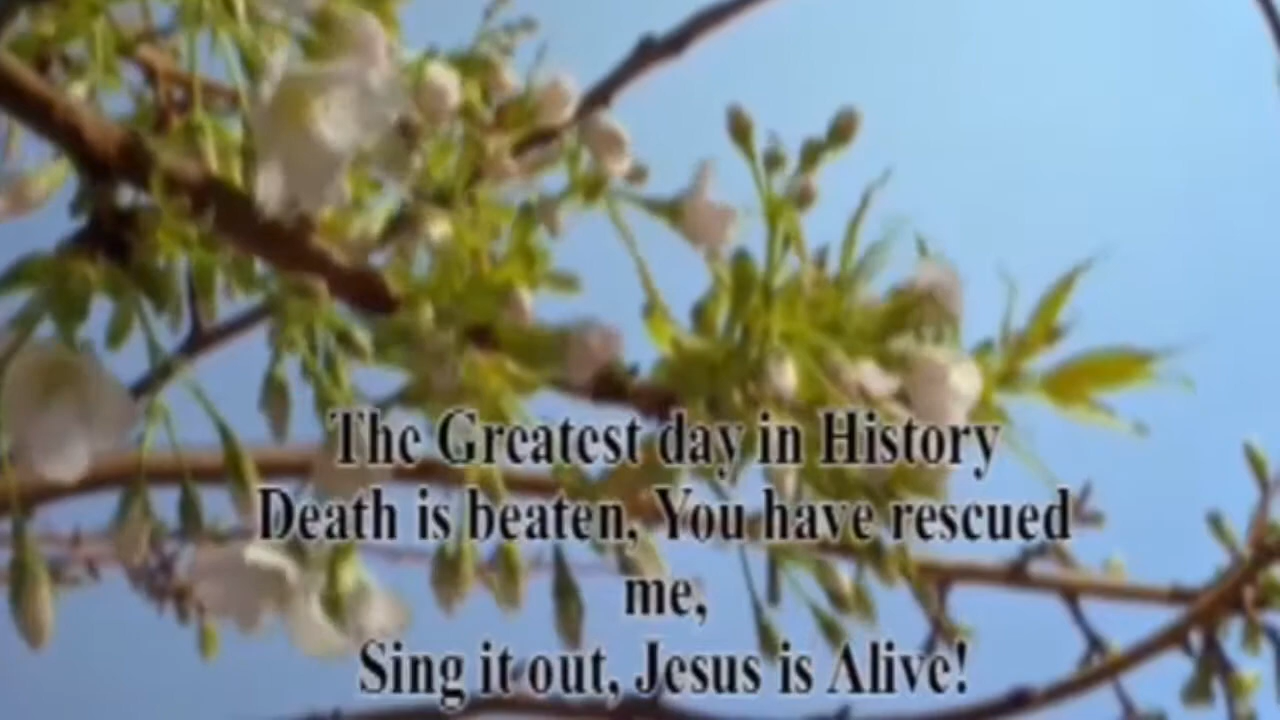 The Greatest day in History
Death is beaten, You have rescued
me,
Sing it out, Jesus is Alive!